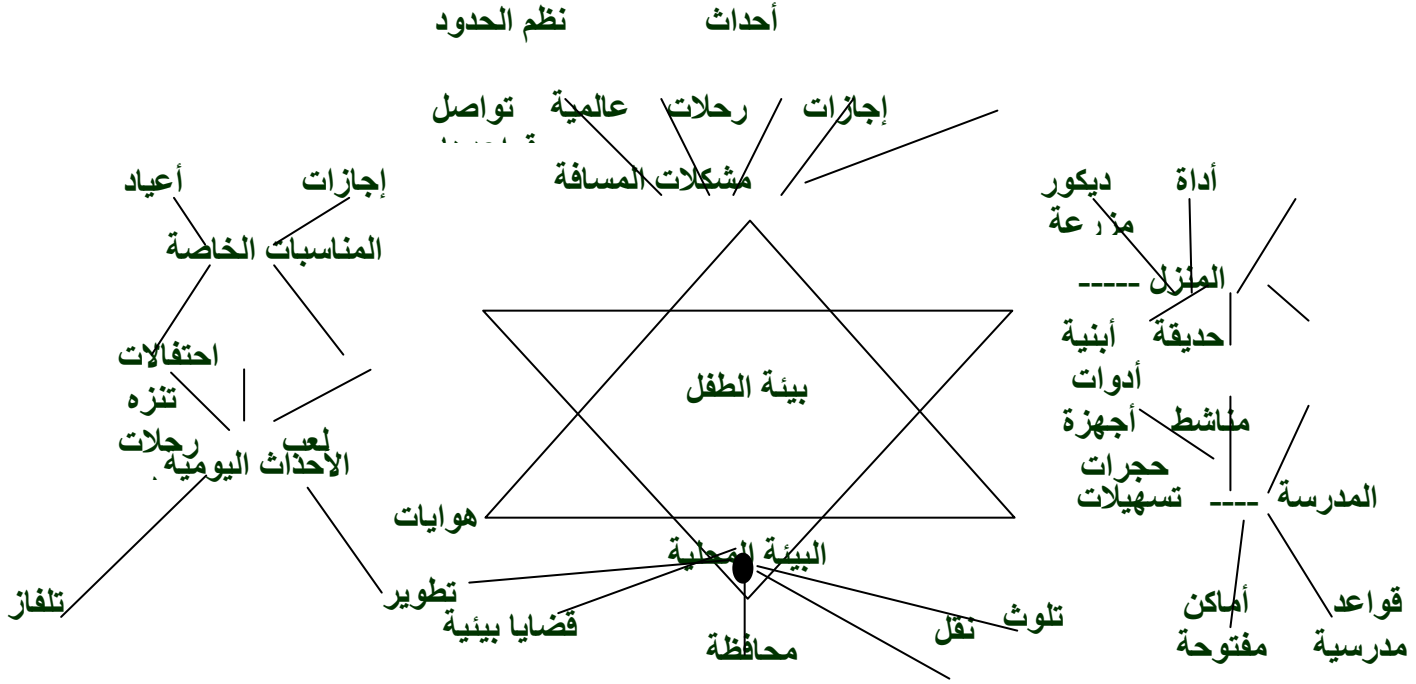 أحداث
نظم الحدود
إجازات
رحلات
عالمية
تواصل
مشكلات المسافة
إجازات
أعياد
المناسبات الخاصة
احتفالات
تنزه
لعب
رحلات
الاحداث اليومية
هوايات
تلفاز
تطوير
بيئة الطفل
أداة
ديكور
مزرعة
المنزل -----
حديقة
أبنية
أدوات
مناشط
أجهزة
حجرات
المدرسة ---- تسهيلات
قواعد
مدرسية
أماكن
مفتوحة
البيئة المحلية
تلوث
نقل
محافظة
قضايا بيئية